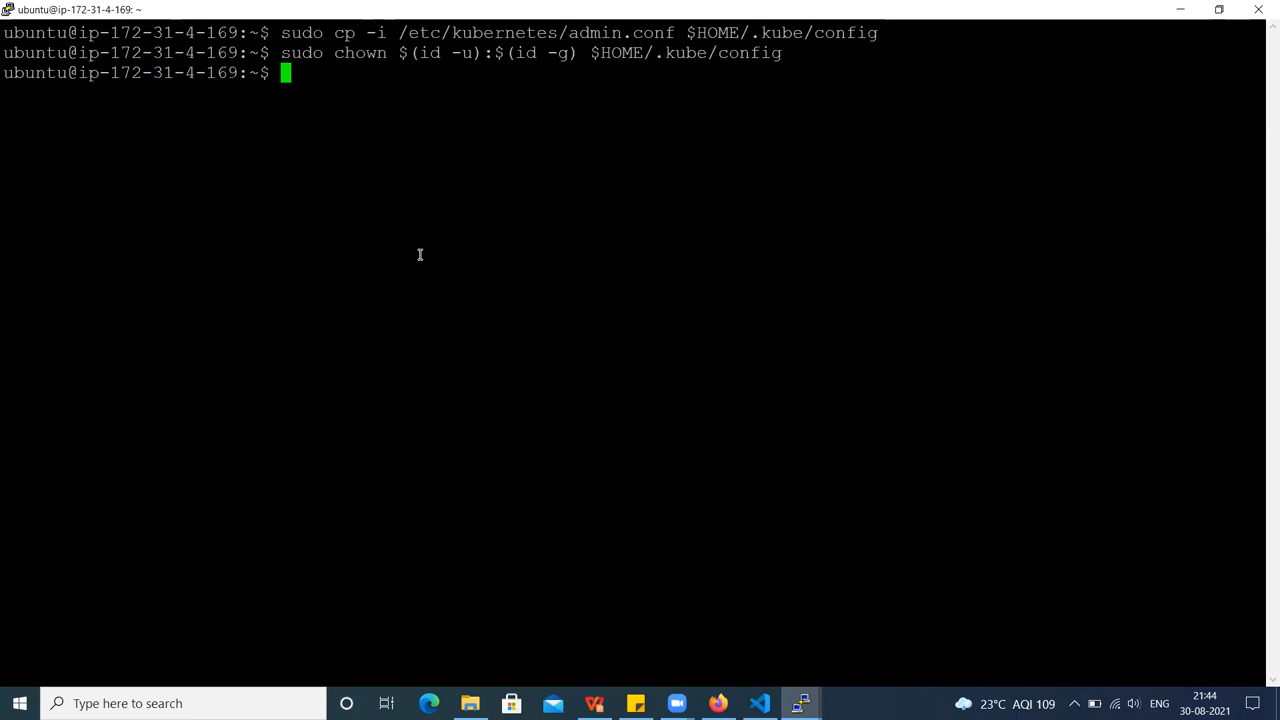 ubuntu@ip-172-31-4-169: ~
ubuntu@ip-172-31-4-169:~$ sudo cp -i /etc/kubernetes/admin.conf $HOME/.kube/config
ubuntu@ip-172-31-4-169:~$ sudo chown $(id -u):$(id -g) $HOME/.kube/config
ubuntu@ip-172-31-4-169:~$
Type here to search
23°C AQI 109
ENG
21:44
30-08-2021